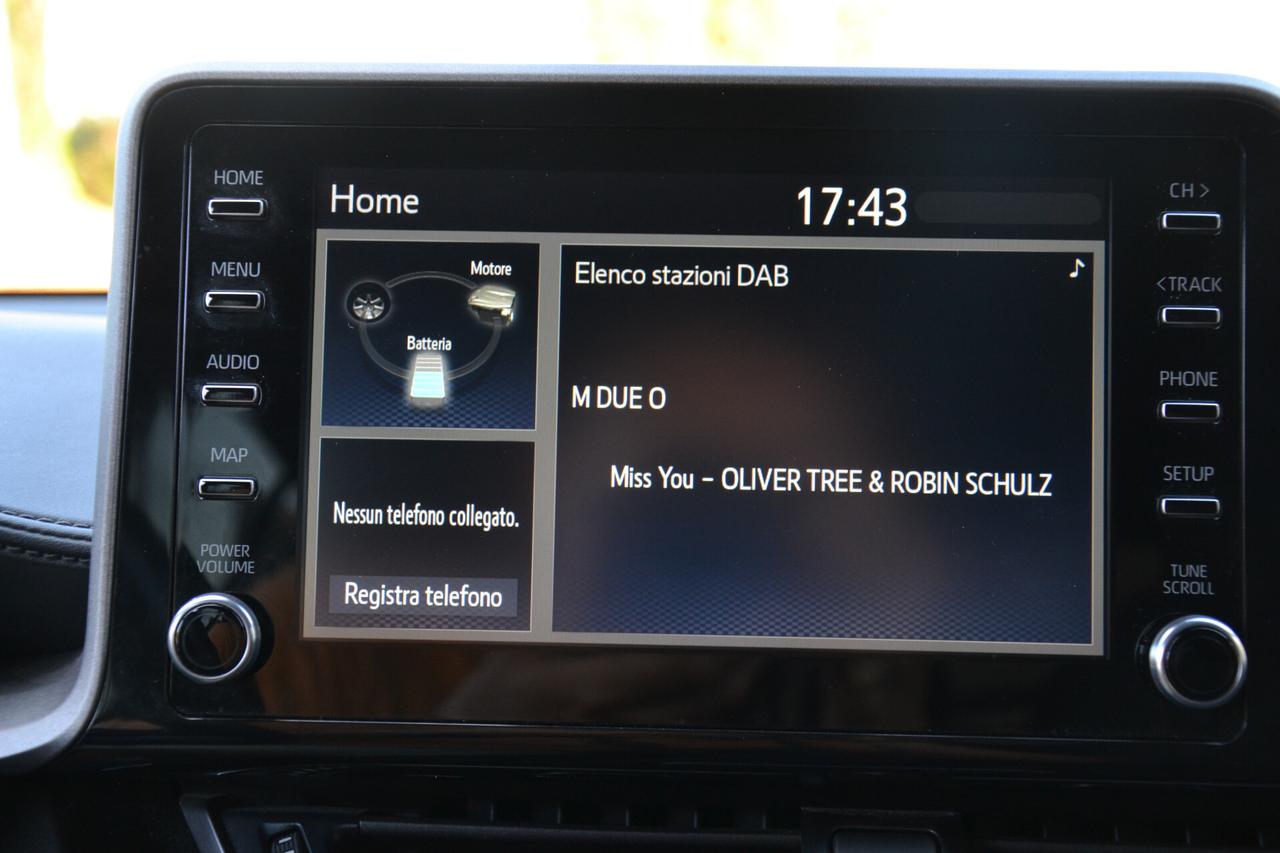 HOME
MENU
AUDIO
MAP
POWER
VOLUME
Home
17:43
Motore
Batteria
Nessun telefono collegato.
Registra telefono
Elenco stazioni DAB
M DUE O
Miss You – OLIVER TREE & ROBIN SCHULZ
CH >
< TRACK
PHONE
SETUP
TUNE
SCROLL